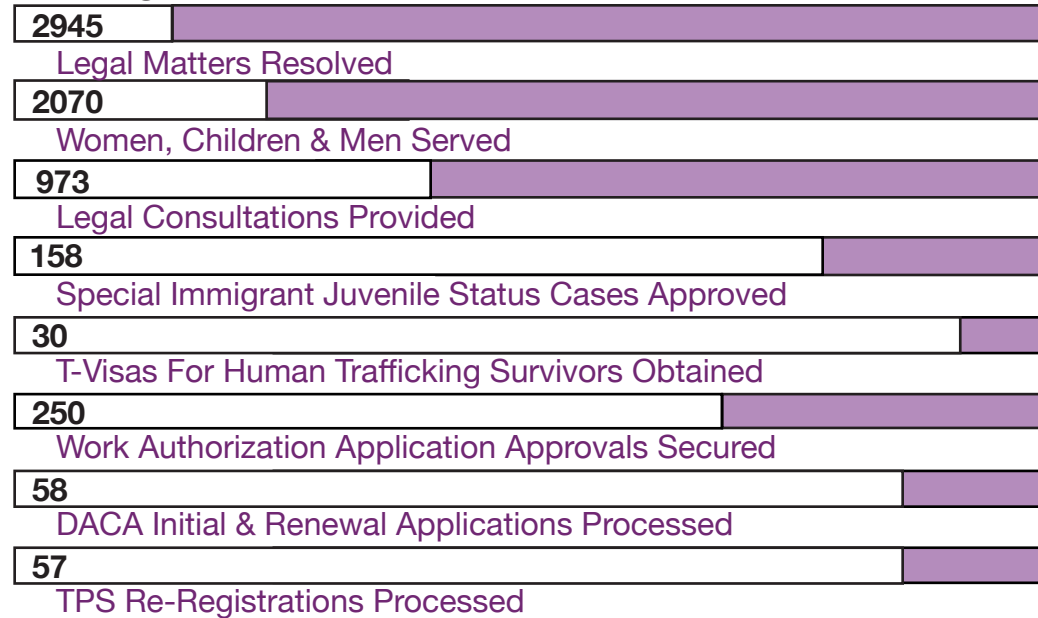 2945
Legal Matters Resolved
2070
Women, Children & Men Served
973
Legal Consultations Provided
158
Special Immigrant Juvenile Status Cases Approved
30
T-Visas For Human Trafficking Survivors Obtained
250
Work Authorization Application Approvals Secured
58
DACA Initial & Renewal Applications Processed
57
TPS Re-Registrations Processed